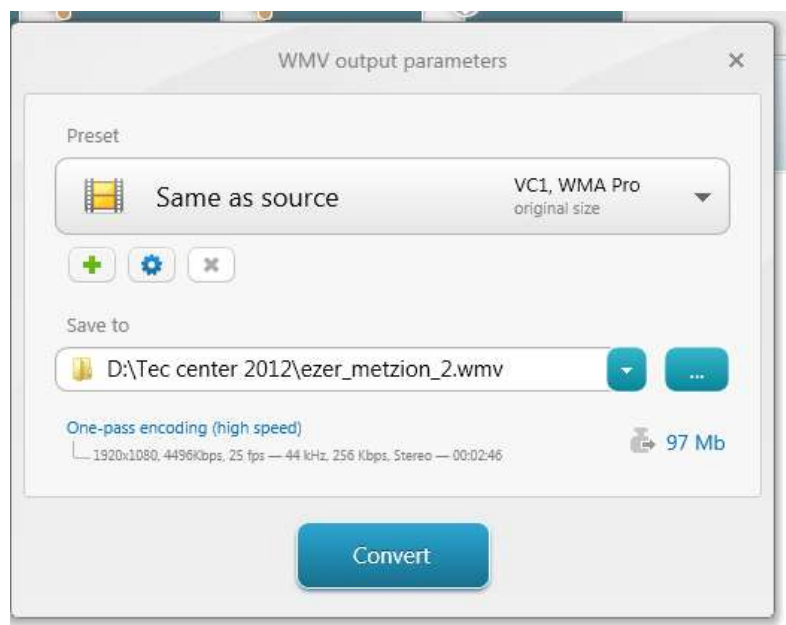 WMV output parameters
Preset
Same as source
VC1, WMA Pro
original size
Save to
D:\Tec center 2012\ezer_metzion_2.wmv
...
One-pass encoding (high speed)
1920x1080, 4496Kbps, 25 fps — 44 kHz, 256 Kbps, Stereo — 00:02:46
97 Mb
Convert